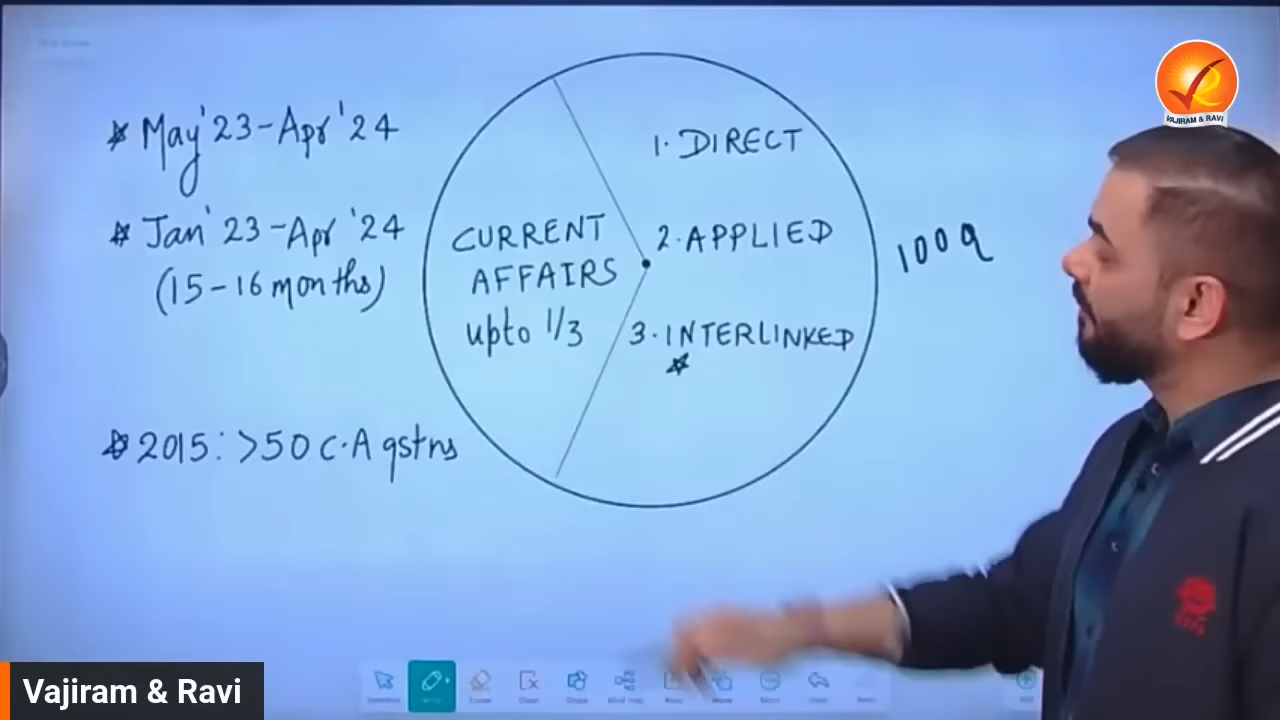 * May'23-Apr'24
* Jan'23-Apr'24
(15-16 months)
* 2015: >50 C.A qstns
CURRENT
AFFAIRS
upto 1/3
1. DIRECT
2. APPLIED
3. INTERLINKED
*
100 q
VAJIRAM & RAVI
Vajiram & Ravi